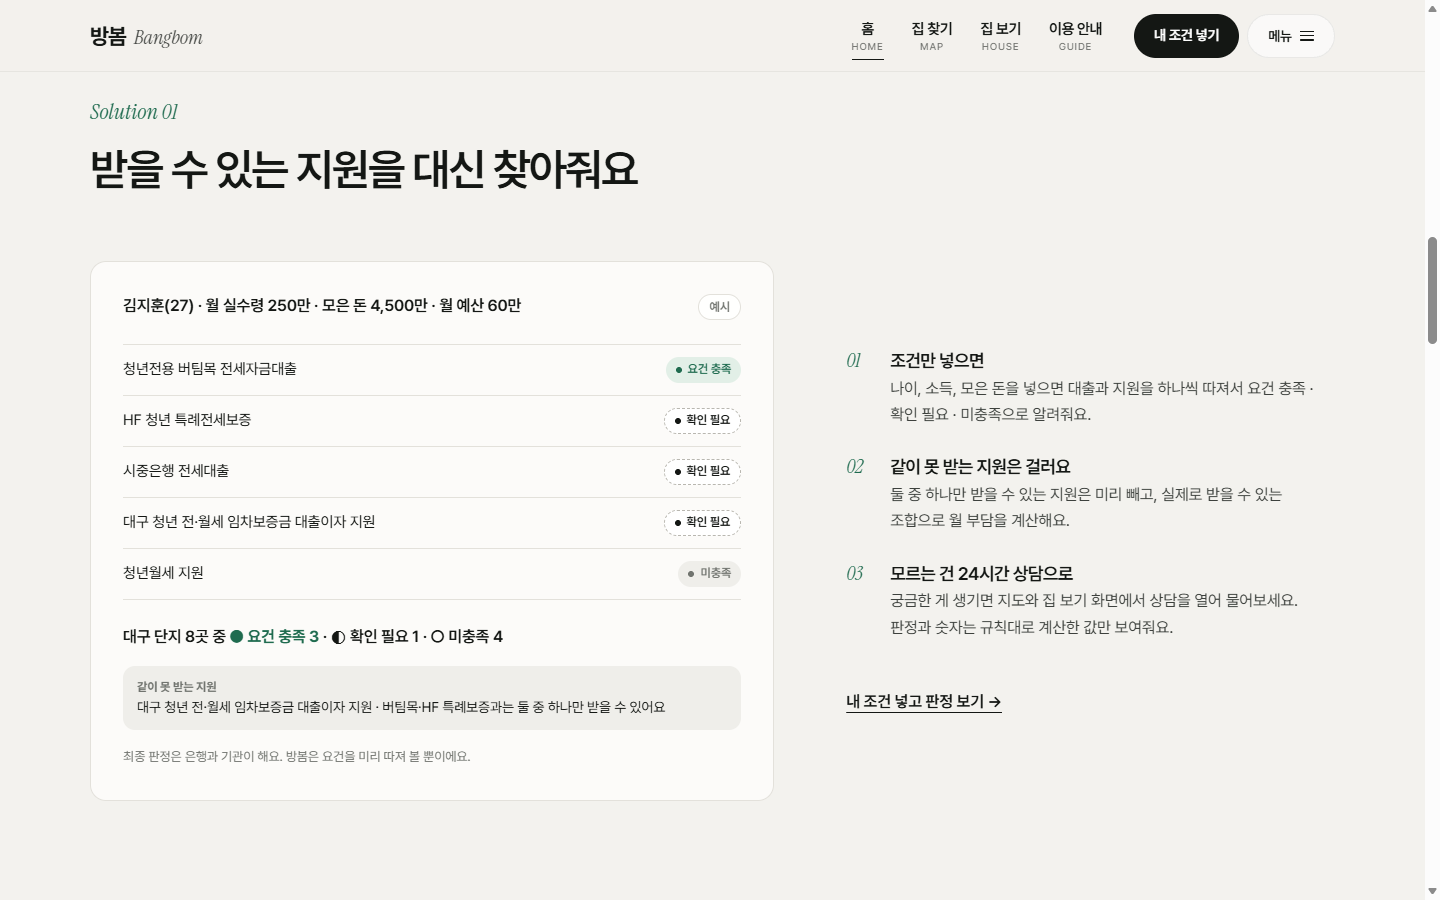 방봄 Bangbom
홈
HOME
집 찾기
MAP
집 보기
HOUSE
이용 안내
GUIDE
내 조건 넣기
메뉴
Solution 01
받을 수 있는 지원을 대신 찾아줘요
김지훈(27) · 월 실수령 250만 · 모은 돈 4,500만 · 월 예산 60만
예시
청년전용 버팀목 전세자금대출
요건 충족
HF 청년 특례전세보증
확인 필요
시중은행 전세대출
확인 필요
대구 청년 전·월세 임차보증금 대출이자 지원
확인 필요
청년월세 지원
미충족
대구 단지 8곳 중 ● 요건 충족 3 · ◐ 확인 필요 1 · ○ 미충족 4
같이 못 받는 지원
대구 청년 전·월세 임차보증금 대출이자 지원 · 버팀목·HF 특례보증과는 둘 중 하나만 받을 수 있어요
최종 판정은 은행과 기관이 해요. 방봄은 요건을 미리 따져 볼 뿐이에요.
01 조건만 넣으면
나이, 소득, 모은 돈을 넣으면 대출과 지원을 하나씩 따져서 요건 충족 ·
확인 필요 · 미충족으로 알려줘요.
02 같이 못 받는 지원은 걸러요
둘 중 하나만 받을 수 있는 지원은 미리 빼고, 실제로 받을 수 있는
조합으로 월 부담을 계산해요.
03 모르는 건 24시간 상담으로
궁금한 게 생기면 지도와 집 보기 화면에서 상담을 열어 물어보세요.
판정과 숫자는 규칙대로 계산한 값만 보여줘요.
내 조건 넣고 판정 보기 →